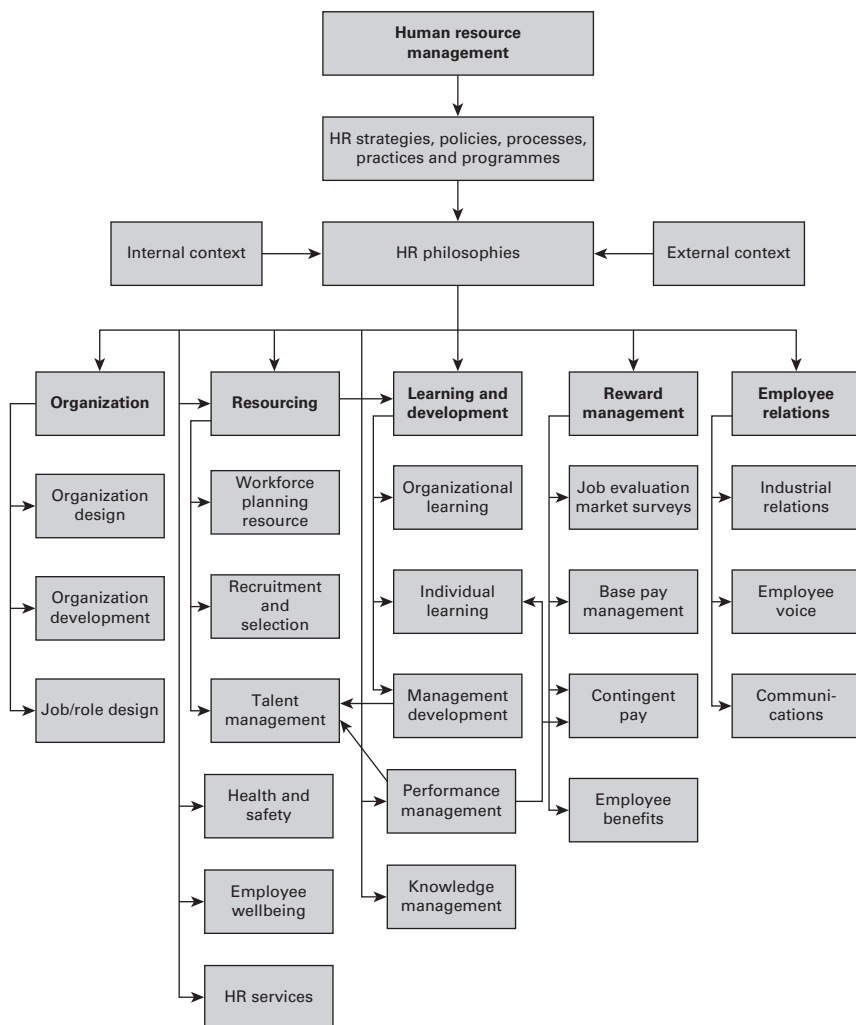 Human resource
management
HR strategies, policies, processes,
practices and programmes
Internal context
HR philosophies
External context
Organization
Resourcing
Learning and
development
Reward
management
Employee
relations
Organization
design
Workforce
planning
resource
Organizational
learning
Job evaluation
market surveys
Industrial
relations
Organization
development
Recruitment
and
selection
Individual
learning
Base pay
management
Employee
voice
Job/role design
Talent
management
Management
development
Contingent
pay
Communi-
cations
Health and
safety
Performance
management
Employee
benefits
Employee
wellbeing
Knowledge
management
HR services